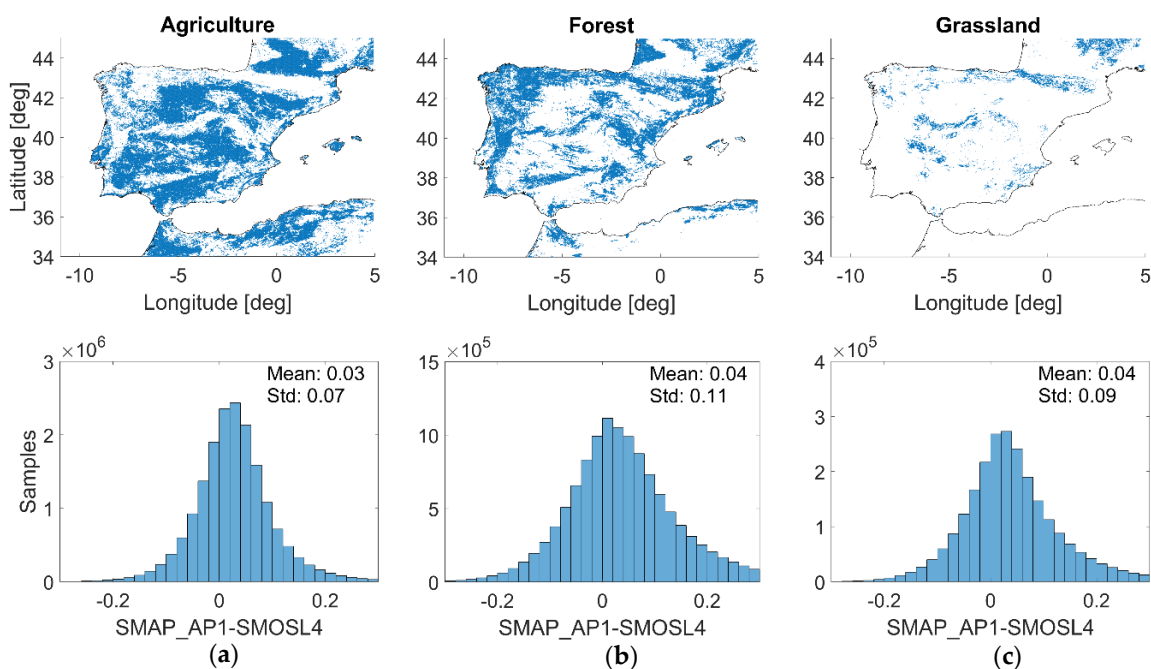 Agriculture
Forest
Grassland
Latitude [deg]
44
42
40
38
36
34
-10
-5
0
5
Longitude [deg]
44
42
40
38
36
34
-10
-5
0
5
Longitude [deg]
44
42
40
38
36
34
-10
-5
0
5
Longitude [deg]
×10^6
3
2
1
0
Samples
Mean: 0.03
Std: 0.07
-0.2
0
0.2
SMAP_AP1-SMOSL4
(a)
×10^5
15
10
5
0
Mean: 0.04
Std: 0.11
-0.2
0
0.2
SMAP_AP1-SMOSL4
(b)
×10^5
4
3
2
1
0
Mean: 0.04
Std: 0.09
-0.2
0
0.2
SMAP_AP1-SMOSL4
(c)